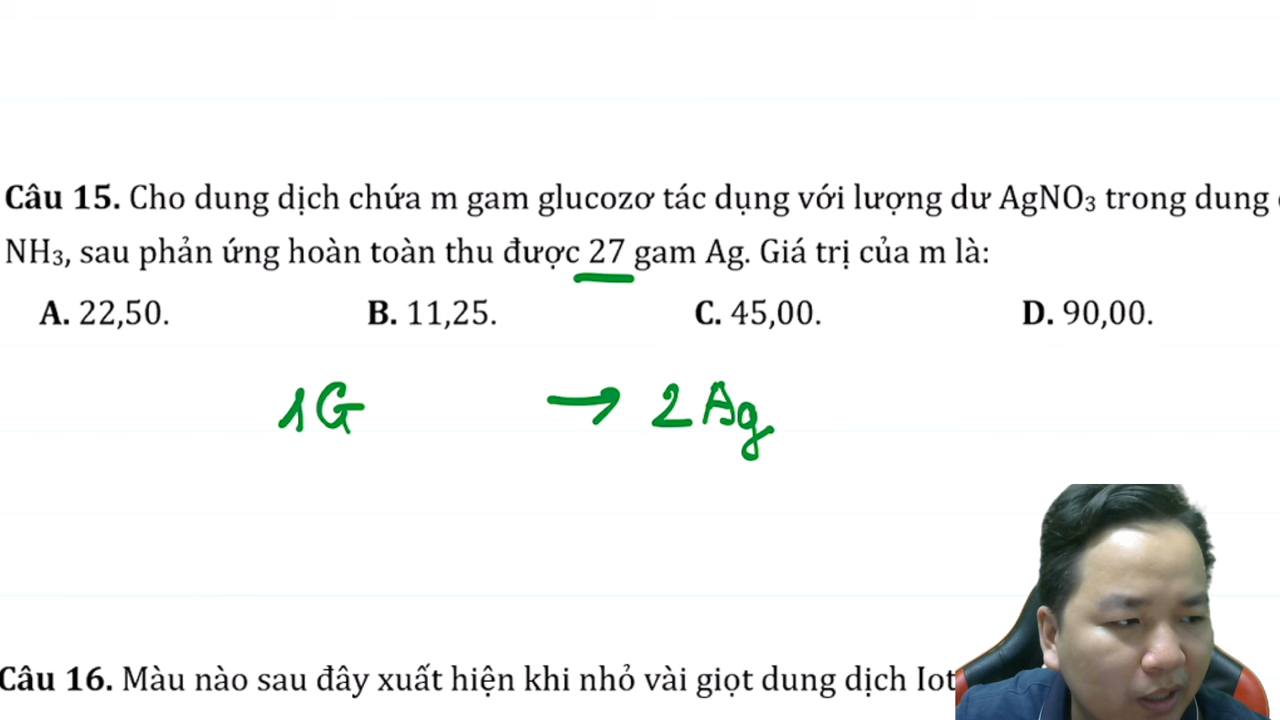 Câu 15. Cho dung dịch chứa m gam glucozơ tác dụng với lượng dư AgNO₃ trong dung
NH₃, sau phản ứng hoàn toàn thu được 27 gam Ag. Giá trị của m là:
A. 22,50. B. 11,25. C. 45,00. D. 90,00.
1G → 2Ag
Câu 16. Màu nào sau đây xuất hiện khi nhỏ vài giọt dung dịch Iot